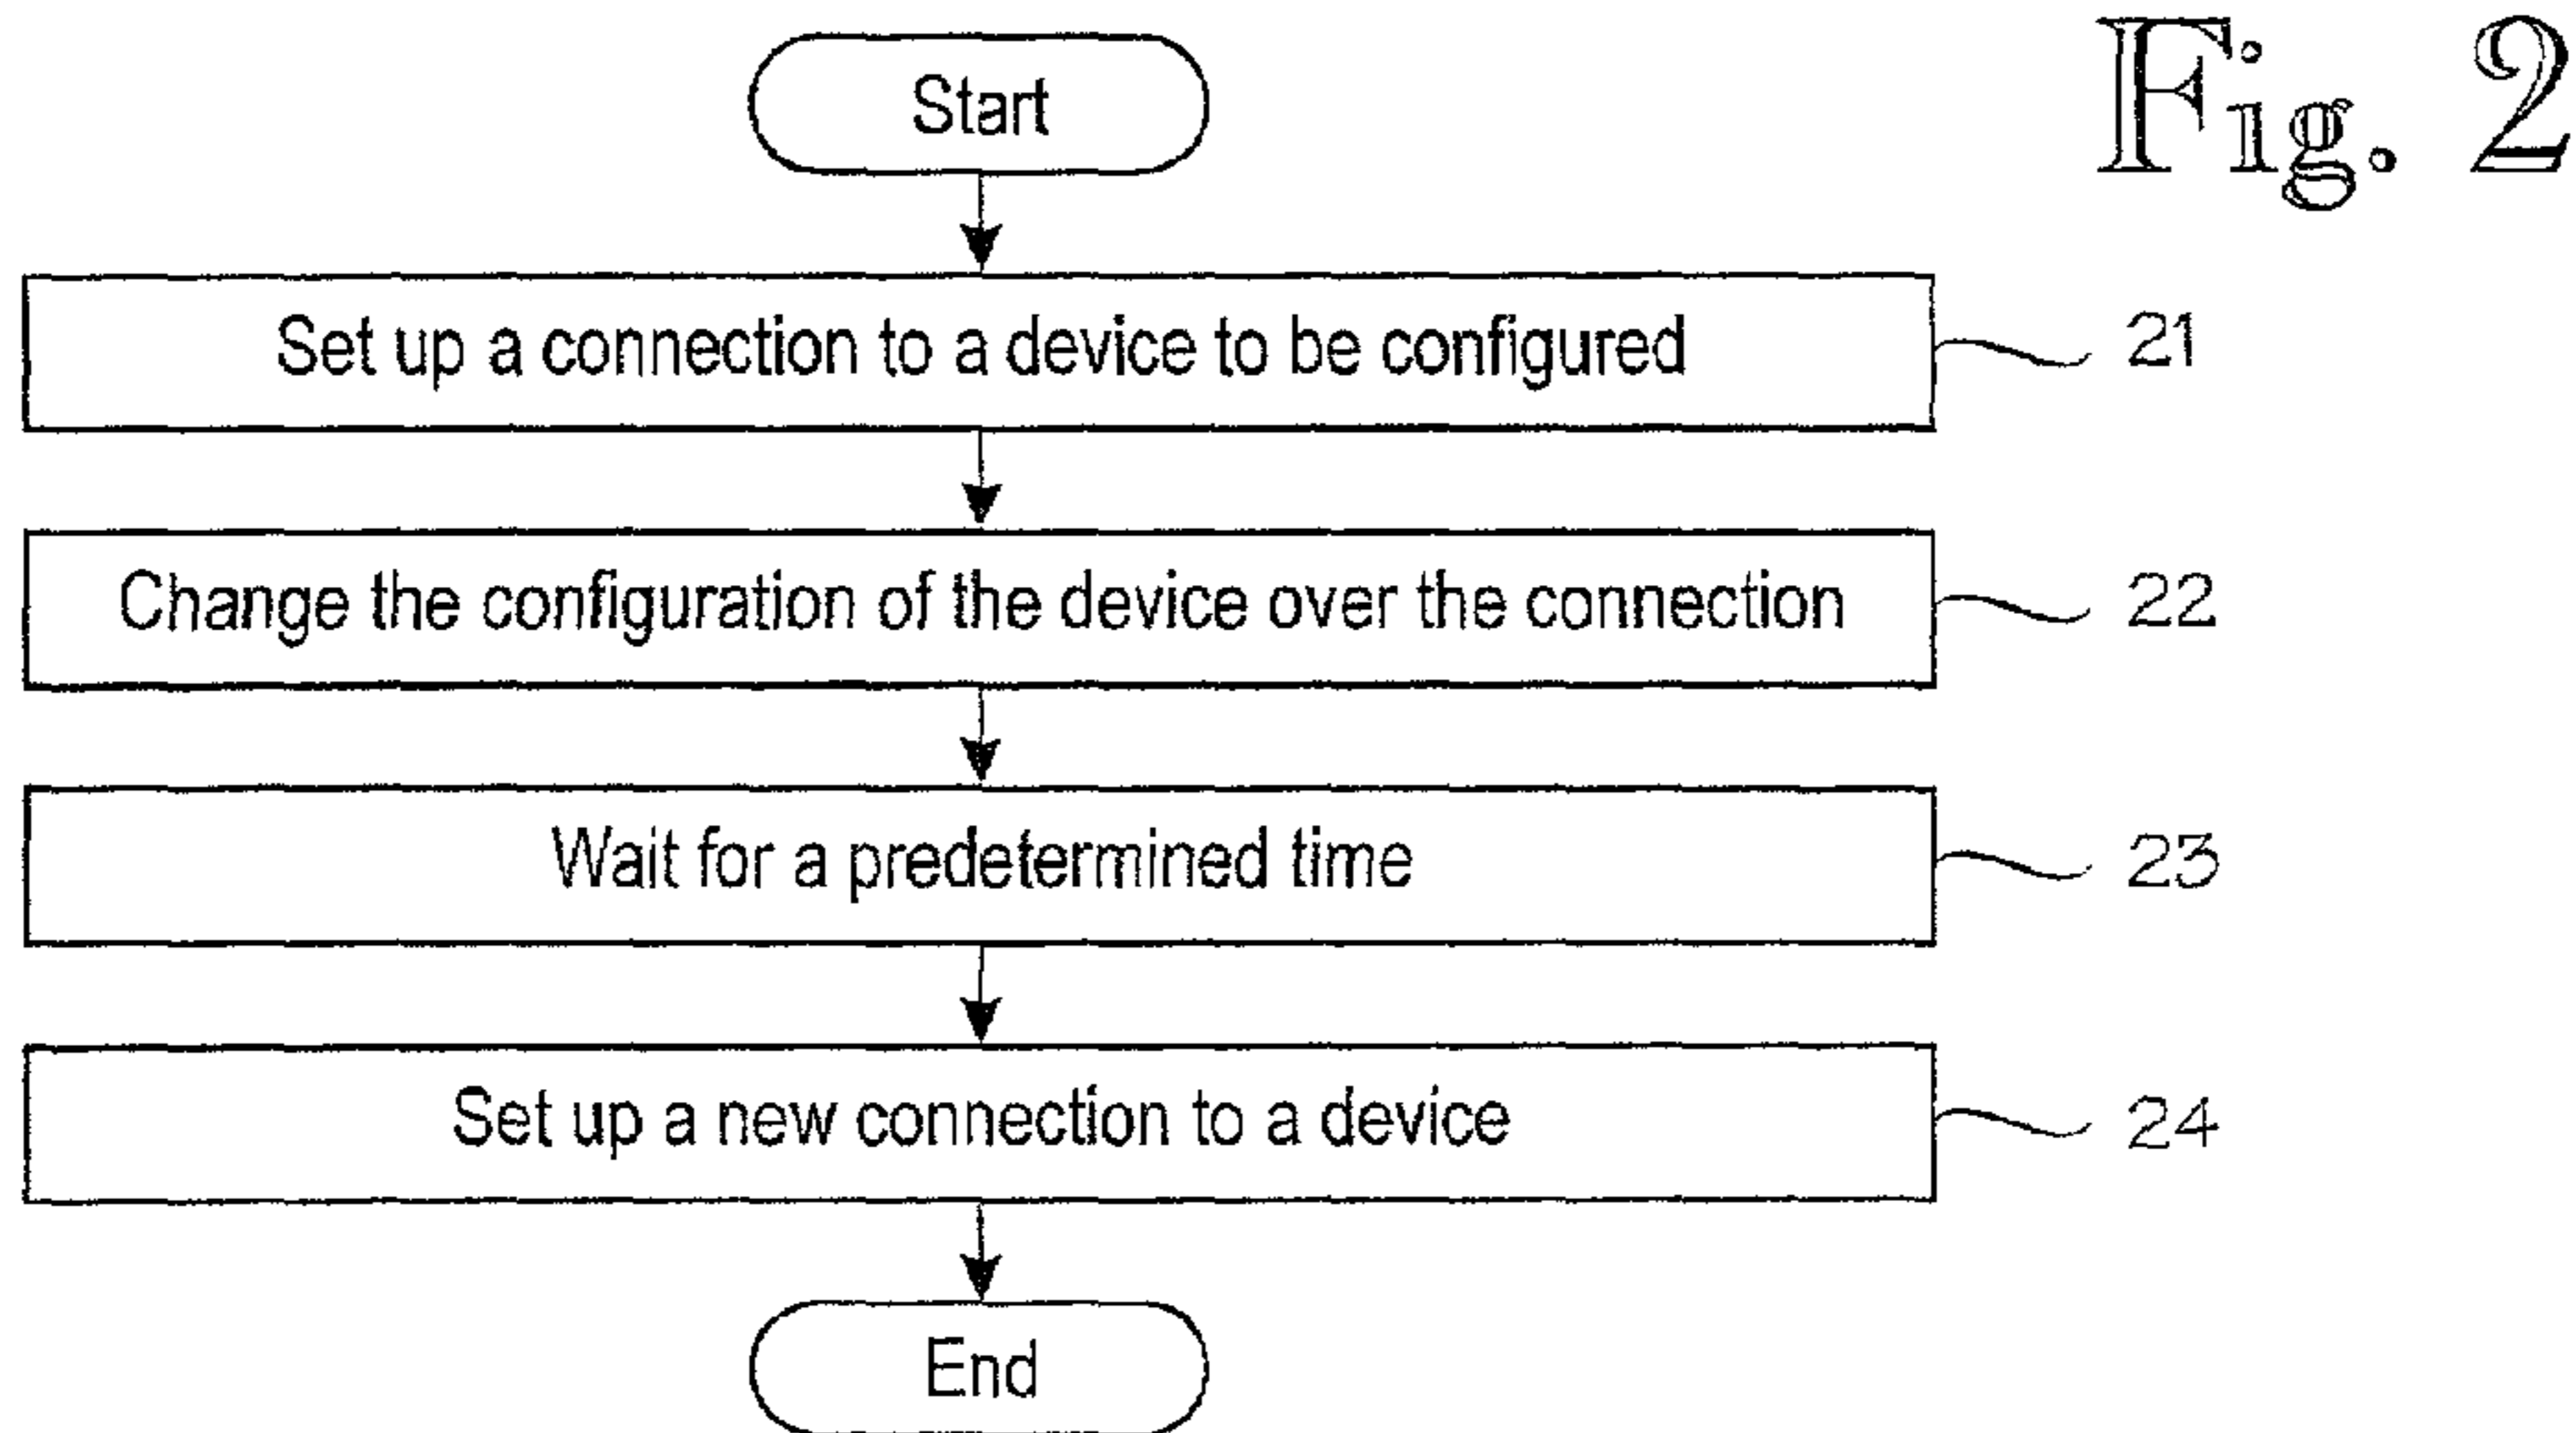 Fig. 2
Start
Set up a connection to a device to be configured
21
Change the configuration of the device over the connection
22
Wait for a predetermined time
23
Set up a new connection to a device
24
End